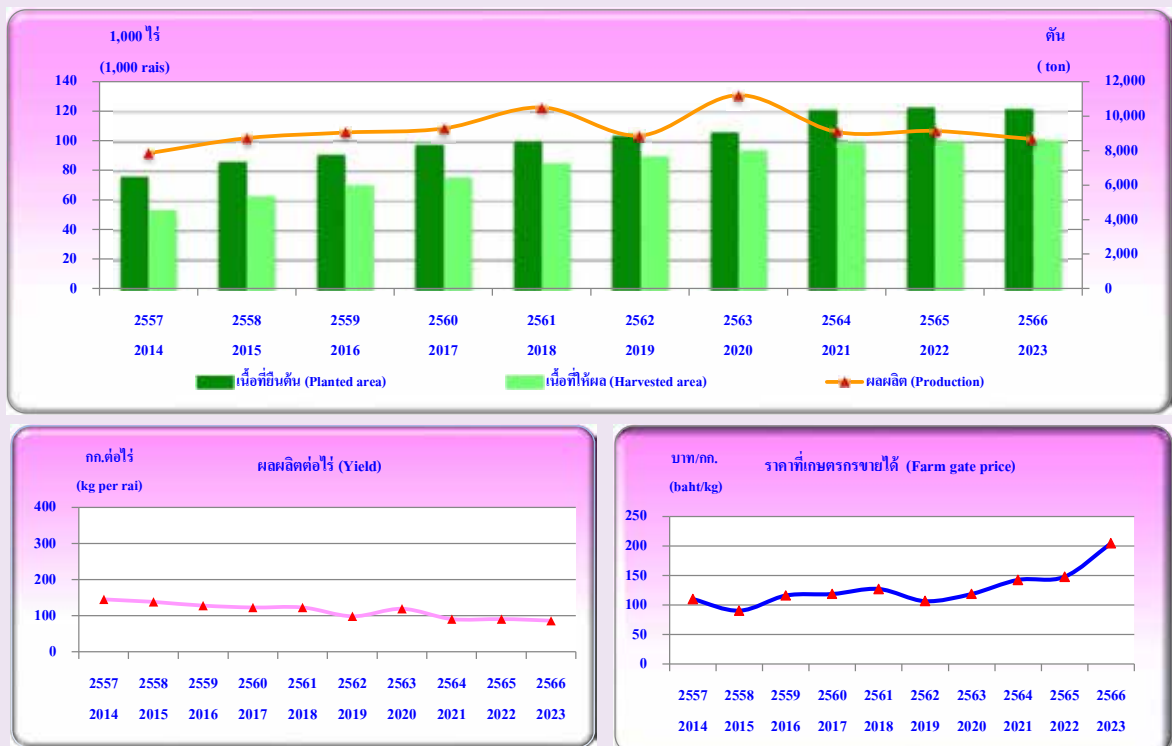 1,000 ไร่
(1,000 rais)
ตัน
( ton)
140
120
100
80
60
40
20
0
12,000
10,000
8,000
6,000
4,000
2,000
0
2557 2558 2559 2560 2561 2562 2563 2564 2565 2566
2014 2015 2016 2017 2018 2019 2020 2021 2022 2023
เนื้อที่ยืนต้น (Planted area) เนื้อที่ให้ผล (Harvested area) ผลผลิต (Production)
กก.ต่อไร่
(kg per rai)
ผลผลิตต่อไร่ (Yield)
400
300
200
100
0
2557 2558 2559 2560 2561 2562 2563 2564 2565 2566
2014 2015 2016 2017 2018 2019 2020 2021 2022 2023
บาท/กก.
(baht/kg)
ราคาที่เกษตรกรขายได้ (Farm gate price)
250
200
150
100
50
0
2557 2558 2559 2560 2561 2562 2563 2564 2565 2566
2014 2015 2016 2017 2018 2019 2020 2021 2022 2023